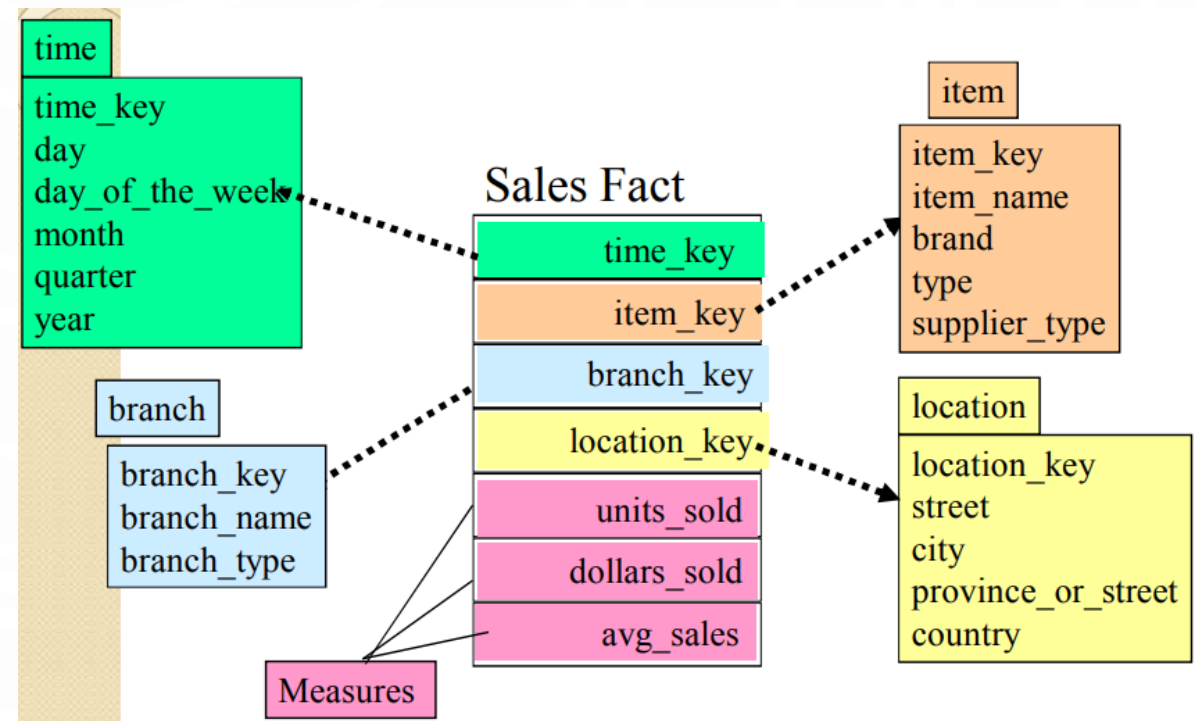 time
time_key
day
day_of_the_week
month
quarter
year
item
item_key
item_name
brand
type
supplier_type
Sales Fact
time_key
item_key
branch_key
location_key
units_sold
dollars_sold
avg_sales
branch
branch_key
branch_name
branch_type
location
location_key
street
city
province_or_street
country
Measures